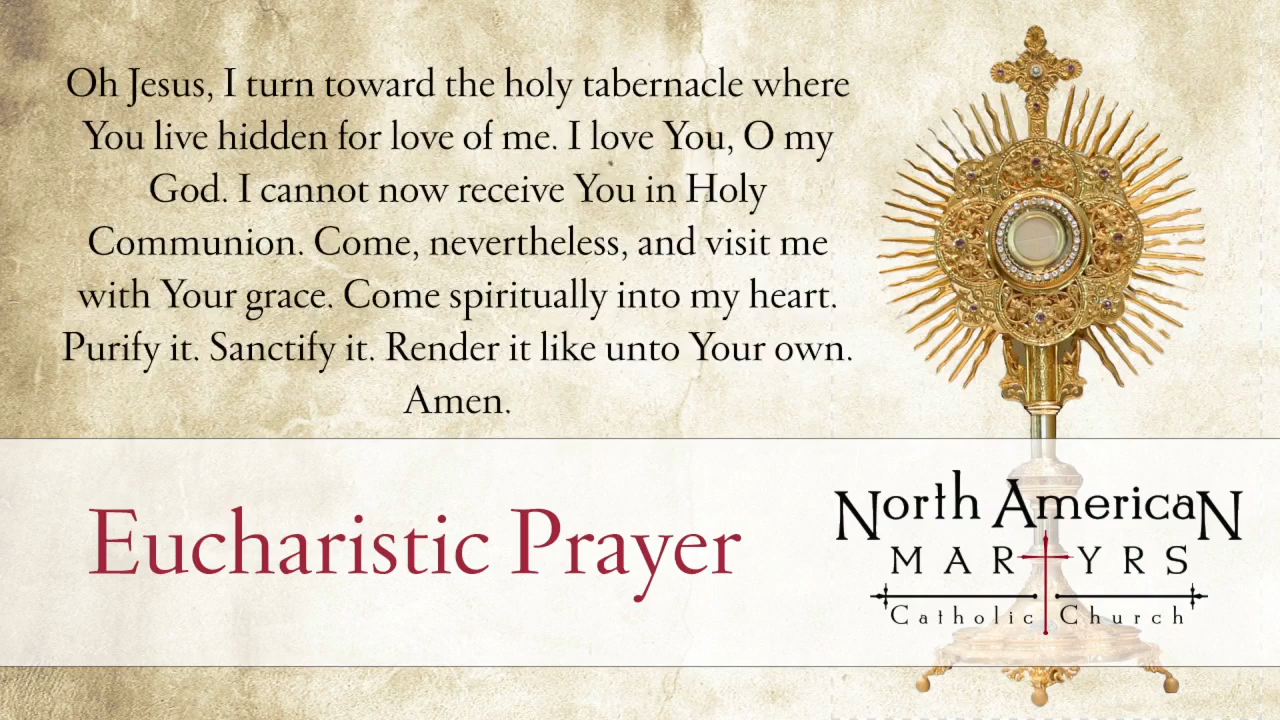 Oh Jesus, I turn toward the holy tabernacle where
You live hidden for love of me. I love You, O my
God. I cannot now receive You in Holy
Communion. Come, nevertheless, and visit me
with Your grace. Come spiritually into my heart.
Purify it. Sanctify it. Render it like unto Your own.
Amen.
Eucharistic Prayer
North American
MARTYRS
Catholic Church